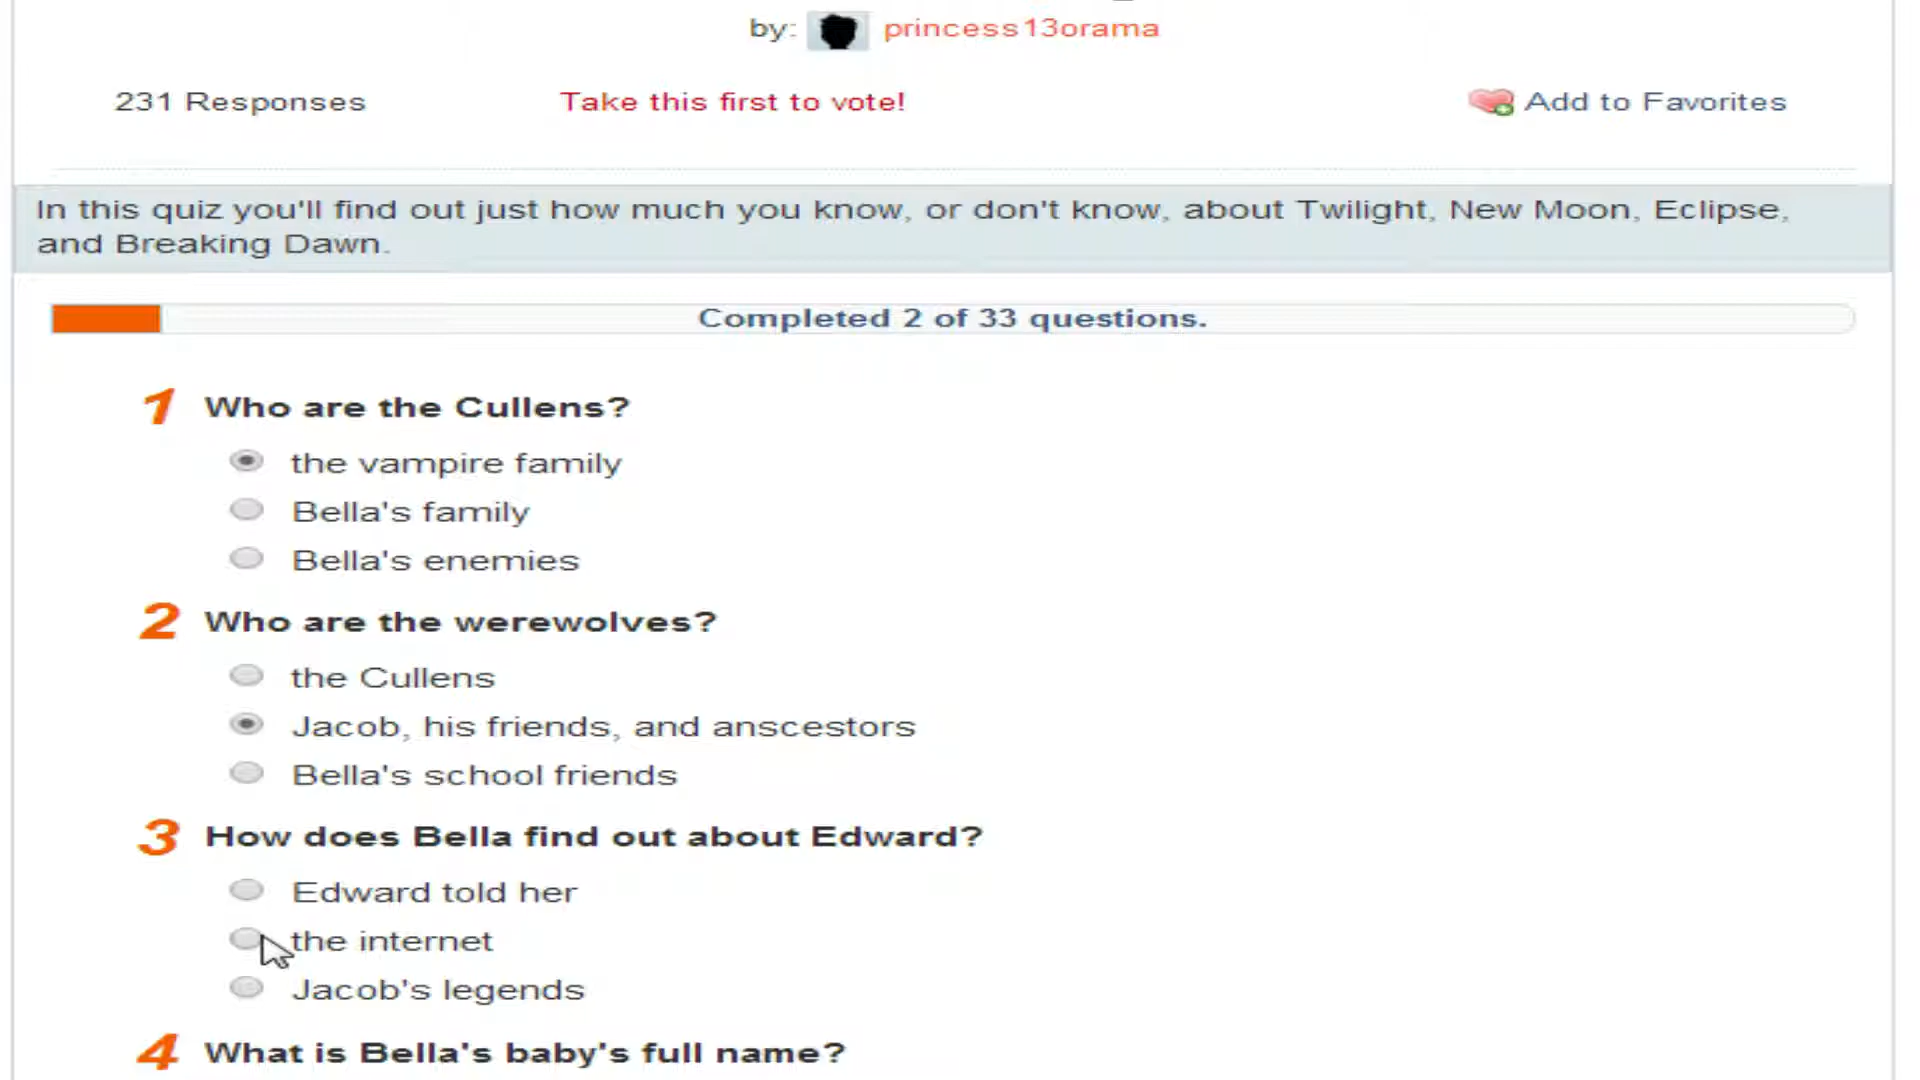 by: princess13orama
231 Responses Take this first to vote! Add to Favorites
In this quiz you'll find out just how much you know, or don't know, about Twilight, New Moon, Eclipse,
and Breaking Dawn.
Completed 2 of 33 questions.
1 Who are the Cullens?
the vampire family
Bella's family
Bella's enemies
2 Who are the werewolves?
the Cullens
Jacob, his friends, and anscestors
Bella's school friends
3 How does Bella find out about Edward?
Edward told her
the internet
Jacob's legends
4 What is Bella's baby's full name?